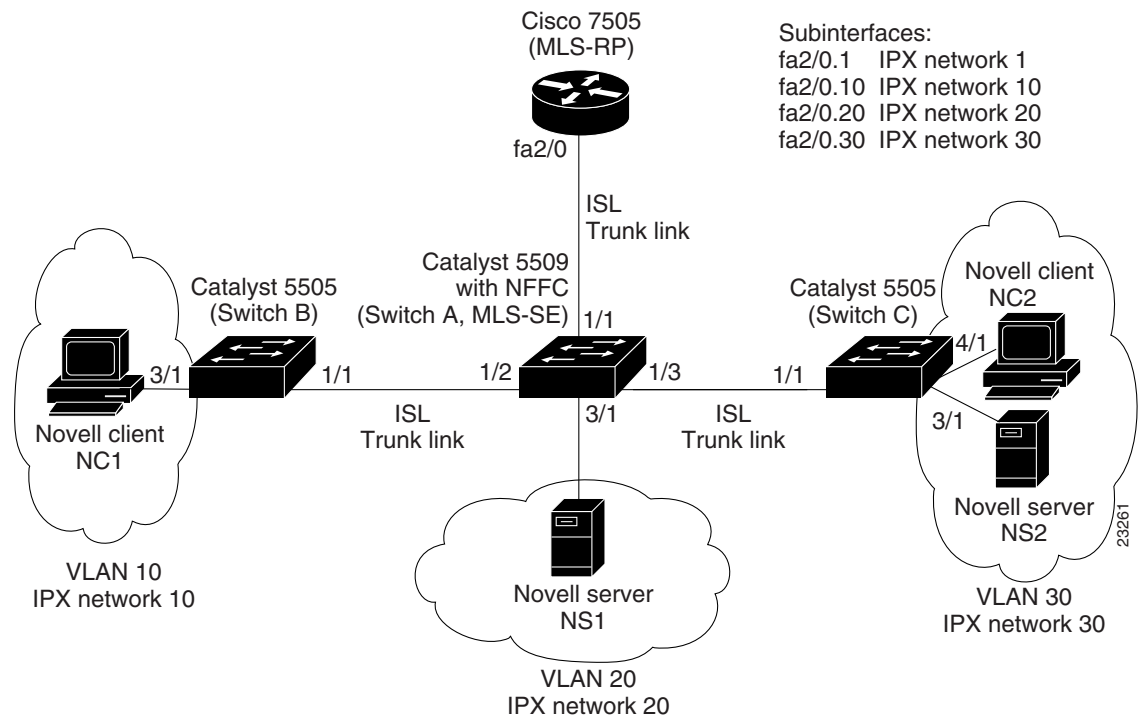 Cisco 7505
(MLS-RP)
Subinterfaces:
fa2/0.1 IPX network 1
fa2/0.10 IPX network 10
fa2/0.20 IPX network 20
fa2/0.30 IPX network 30
fa2/0
ISL
Trunk link
Catalyst 5505
(Switch B)
Catalyst 5509
with NFFC
(Switch A, MLS-SE)
1/1
Catalyst 5505
(Switch C)
Novell client
NC2
4/1
3/1
1/1
1/2
1/3
1/1
3/1
3/1
ISL
Trunk link
ISL
Trunk link
Novell client
NC1
Novell server
NS2
Novell server
NS1
VLAN 10
IPX network 10
VLAN 20
IPX network 20
VLAN 30
IPX network 30
23261